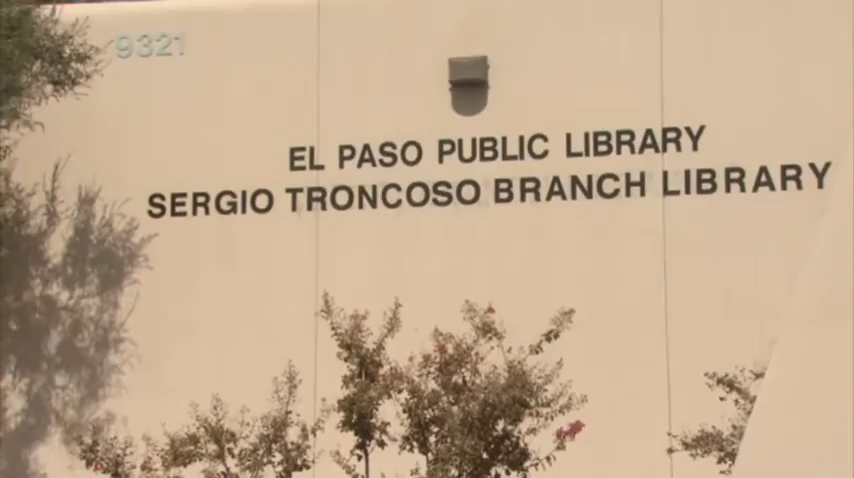 9321
EL PASO PUBLIC LIBRARY
SERGIO TRONCOSO BRANCH LIBRARY